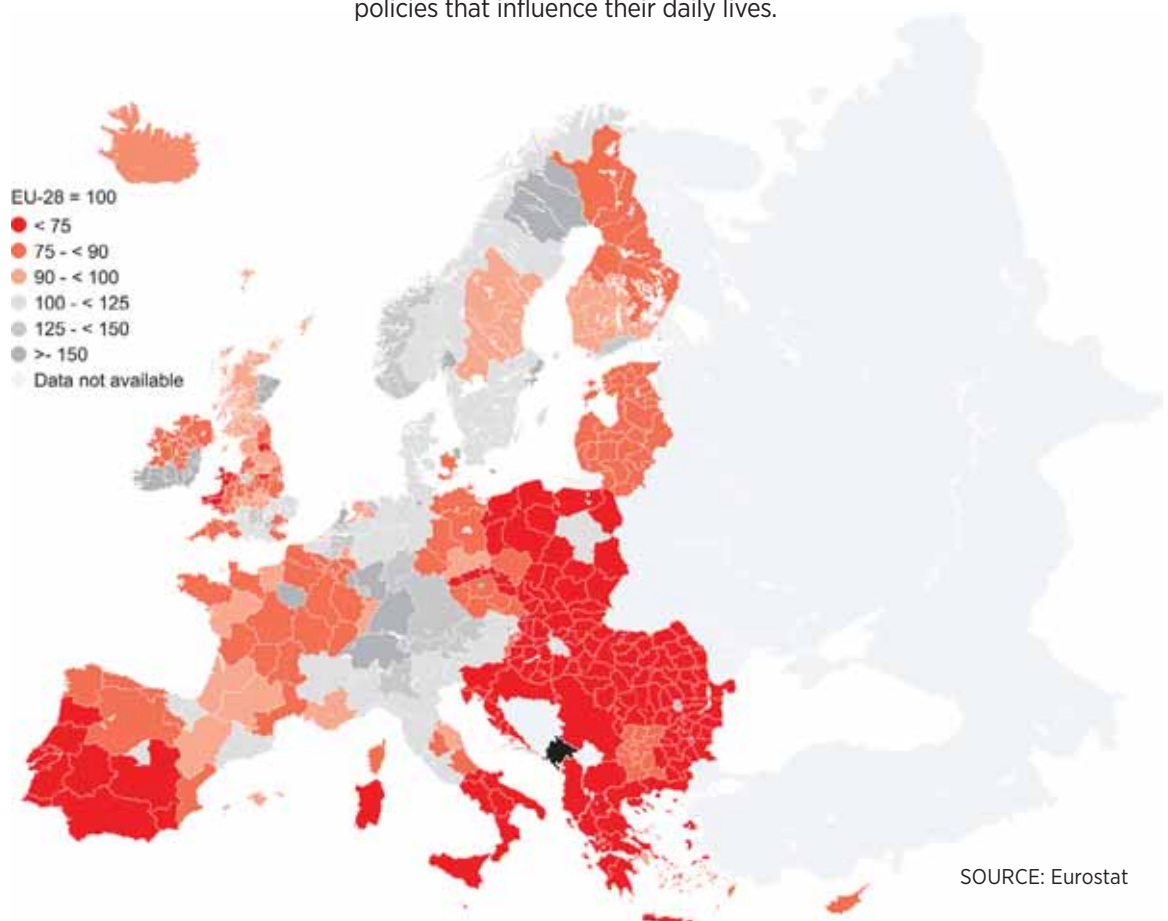 policies that influence their daily lives.
EU-28 = 100
< 75
75 - < 90
90 - < 100
100 - < 125
125 - < 150
>- 150
Data not available
SOURCE: Eurostat